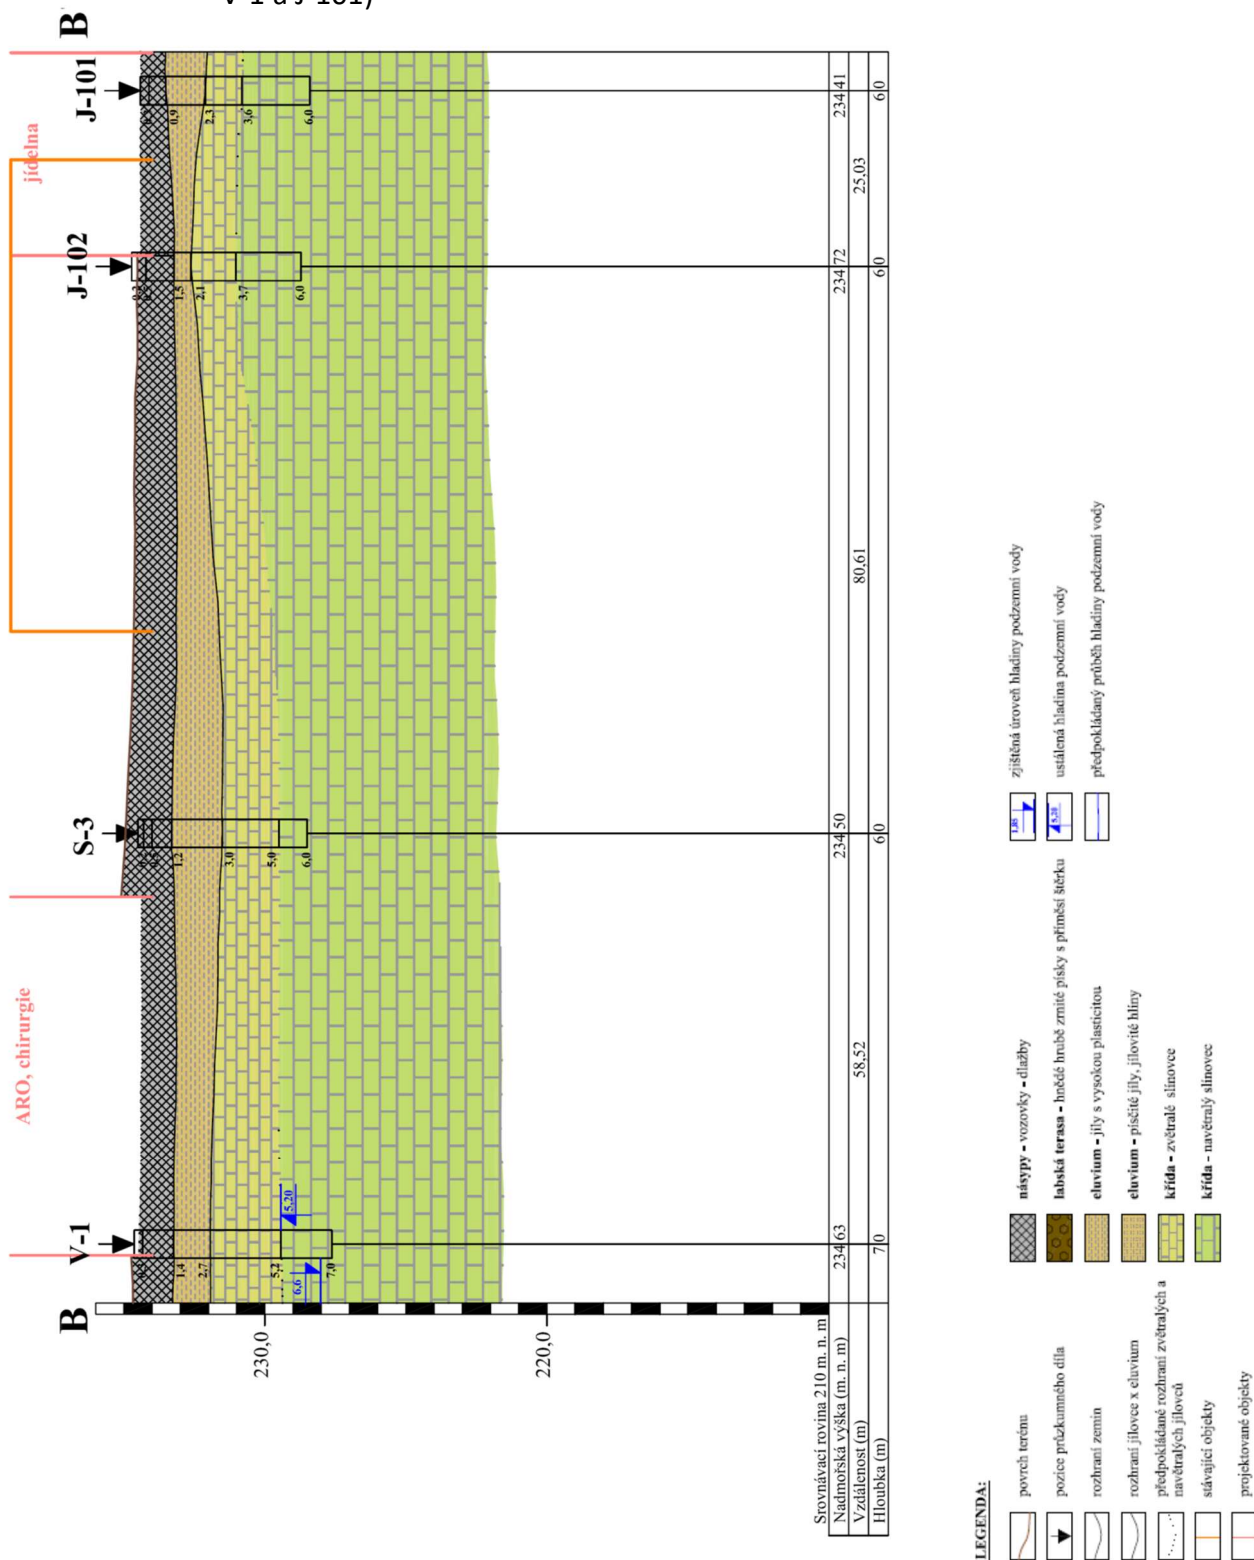 V-1 a J-101)
B
B'
ARO, chirurgie
jídelna
V-1
S-3
J-102
J-101
1,4
2,7
5,2
7,0
6,6
5,20
1,2
3,0
5,0
6,0
1,5
2,1
3,7
6,0
0,9
2,3
3,6
6,0
230,0
220,0
Srovnávací rovina 210 m. n. m
Nadmořská výška (m. n. m) 234,63 234,50 234,72 234,41
Vzdálenost (m) 58,52 80,61 25,03
Hloubka (m) 7,0 6,0 6,0 6,0
LEGENDA:
povrch terénu
pozice průzkumného díla
rozhraní zemin
rozhraní jílovce x eluvium
předpokládané rozhraní zvětralých a
navětralých jílovců
stávající objekty
projektované objekty
násypy - vozovky - dlažby
labská terasa - hnědé hrubě zrnité písky s příměsí štěrku
eluvium - jíly s vysokou plasticitou
eluvium - písčité jíly, jílovité hlíny
křída - zvětralé slínovce
křída - navětralý slínovec
1,85
zjištěná úroveň hladiny podzemní vody
5,20
ustálená hladina podzemní vody
předpokládaný průběh hladiny podzemní vody